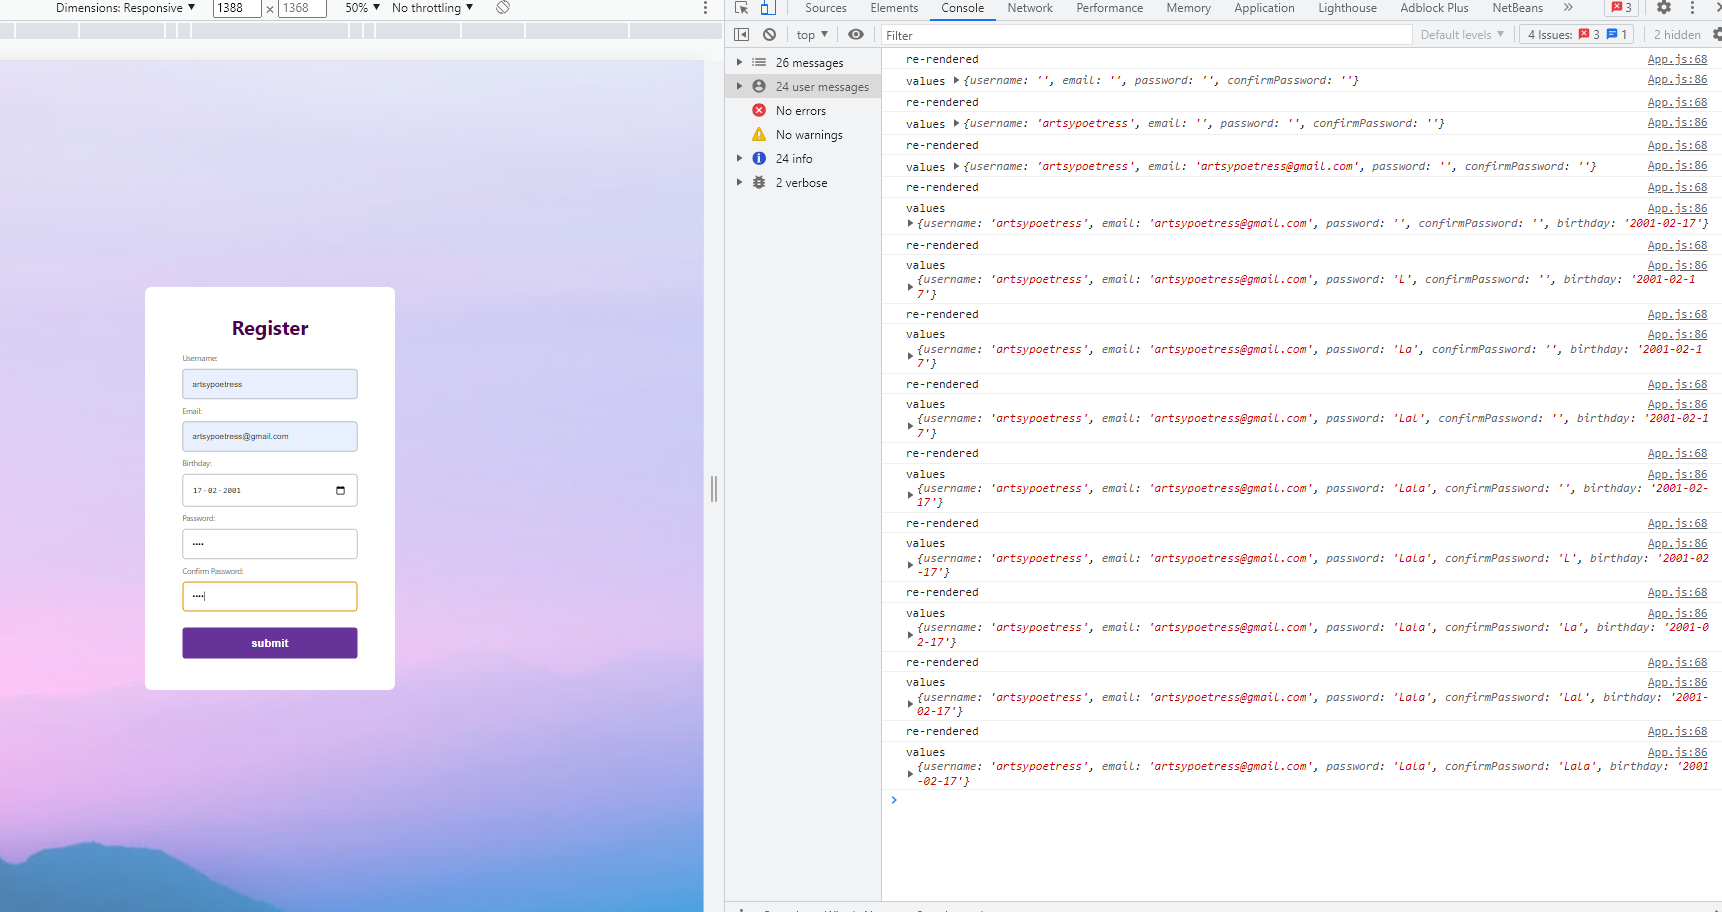 Dimensions: Responsive ▼ 1388 × 1368 50% ▼ No throttling ▼
Sources Elements Console Network Performance Memory Application Lighthouse Adblock Plus NetBeans » 3
top ▼ Filter Default levels ▼ 4 Issues: 3 1 2 hidden
26 messages
24 user messages
No errors
No warnings
24 info
2 verbose
Register
Username:
artsypoetress
Email:
artsypoetress@gmail.com
Birthday:
17-02-2001
Password:
••••
Confirm Password:
••••
submit
re-rendered App.js:68
values {username: '', email: '', password: '', confirmPassword: ''} App.js:86
re-rendered App.js:68
values {username: 'artsypoetress', email: '', password: '', confirmPassword: ''} App.js:86
re-rendered App.js:68
values {username: 'artsypoetress', email: 'artsypoetress@gmail.com', password: '', confirmPassword: ''} App.js:86
re-rendered App.js:68
values App.js:86
{username: 'artsypoetress', email: 'artsypoetress@gmail.com', password: '', confirmPassword: '', birthday: '2001-02-17'}
re-rendered App.js:68
values App.js:86
{username: 'artsypoetress', email: 'artsypoetress@gmail.com', password: 'L', confirmPassword: '', birthday: '2001-02-1
7'}
re-rendered App.js:68
values App.js:86
{username: 'artsypoetress', email: 'artsypoetress@gmail.com', password: 'La', confirmPassword: '', birthday: '2001-02-1
7'}
re-rendered App.js:68
values App.js:86
{username: 'artsypoetress', email: 'artsypoetress@gmail.com', password: 'Lal', confirmPassword: '', birthday: '2001-02-1
7'}
re-rendered App.js:68
values App.js:86
{username: 'artsypoetress', email: 'artsypoetress@gmail.com', password: 'Lala', confirmPassword: '', birthday: '2001-02-
17'}
re-rendered App.js:68
values App.js:86
{username: 'artsypoetress', email: 'artsypoetress@gmail.com', password: 'Lala', confirmPassword: 'L', birthday: '2001-02
-17'}
re-rendered App.js:68
values App.js:86
{username: 'artsypoetress', email: 'artsypoetress@gmail.com', password: 'Lala', confirmPassword: 'La', birthday: '2001-0
2-17'}
re-rendered App.js:68
values App.js:86
{username: 'artsypoetress', email: 'artsypoetress@gmail.com', password: 'Lala', confirmPassword: 'Lal', birthday: '2001-
02-17'}
re-rendered App.js:68
values App.js:86
{username: 'artsypoetress', email: 'artsypoetress@gmail.com', password: 'Lala', confirmPassword: 'Lala', birthday: '2001
-02-17'}